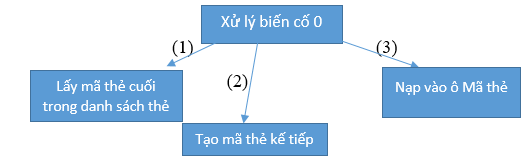 Xử lý biến cố 0
(1)
(3)
(2)
Lấy mã thẻ cuối
trong danh sách thẻ
Nạp vào ô Mã thẻ
Tạo mã thẻ kế tiếp